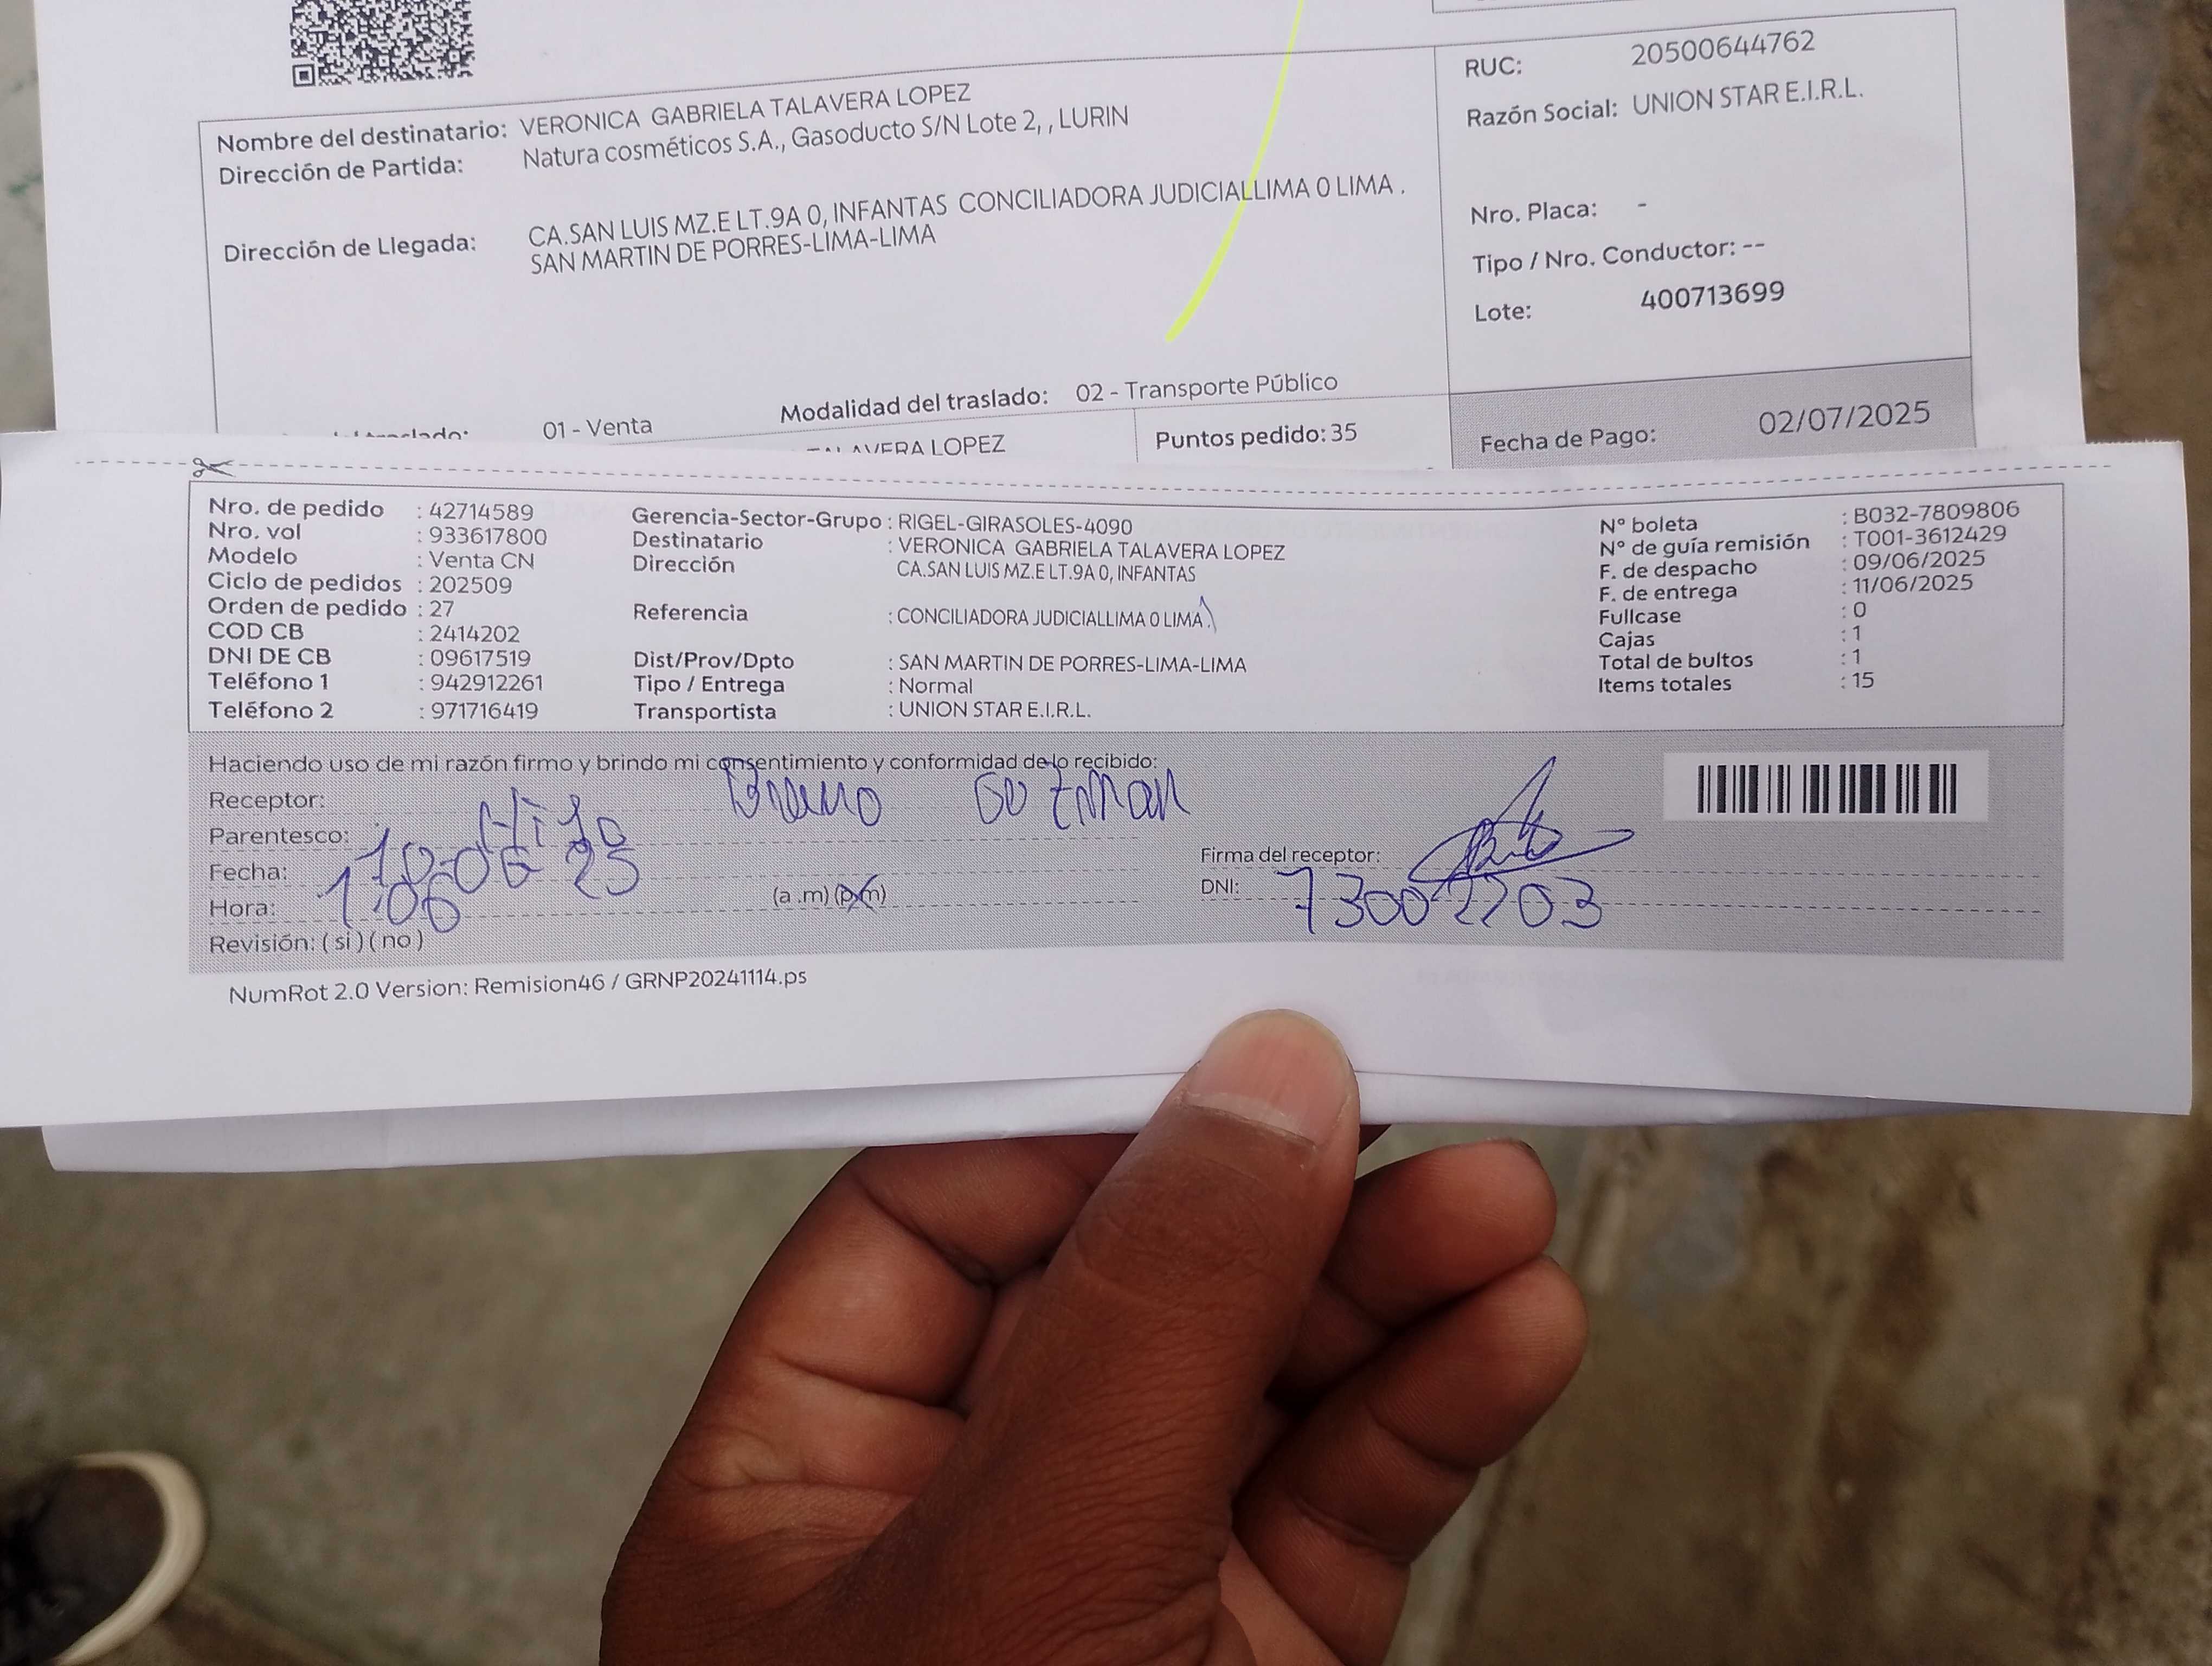 Nombre del destinatario: VERONICA GABRIELA TALAVERA LOPEZ
Dirección de Partida: Natura cosméticos S.A., Gasoducto S/N Lote 2, , LURIN
Dirección de Llegada: CA.SAN LUIS MZ.E LT.9A 0, INFANTAS CONCILIADORA JUDICIALLIMA 0 LIMA .
SAN MARTIN DE PORRES-LIMA-LIMA
01 - Venta
Modalidad del traslado: 02 - Transporte Público
RUC: 20500644762
Razón Social: UNION STAR E.I.R.L.
Nro. Placa: -
Tipo / Nro. Conductor: --
Lote: 400713699
TALAVERA LOPEZ
Puntos pedido: 35
Fecha de Pago: 02/07/2025
Nro. de pedido : 42714589
Nro. vol : 933617800
Modelo : Venta CN
Ciclo de pedidos : 202509
Orden de pedido : 27
COD CB : 2414202
DNI DE CB : 09617519
Teléfono 1 : 942912261
Teléfono 2 : 971716419
Gerencia-Sector-Grupo : RIGEL-GIRASOLES-4090
Destinatario : VERONICA GABRIELA TALAVERA LOPEZ
Dirección CA.SAN LUIS MZ.E LT.9A 0, INFANTAS
Referencia : CONCILIADORA JUDICIALLIMA 0 LIMA .
Dist/Prov/Dpto : SAN MARTIN DE PORRES-LIMA-LIMA
Tipo / Entrega : Normal
Transportista : UNION STAR E.I.R.L.
N° boleta : B032-7809806
N° de guía remisión : T001-3612429
F. de despacho : 09/06/2025
F. de entrega : 11/06/2025
Fullcase : 0
Cajas : 1
Total de bultos : 1
Items totales : 15
Haciendo uso de mi razón firmo y brindo mi consentimiento y conformidad de lo recibido:
Receptor: Guzman
Parentesco: Hijo
Fecha: 10-06 25
Hora: 1:06 (a .m) (p.m)
Revisión: ( si ) ( no )
Firma del receptor:
DNI: 73002203
NumRot 2.0 Version: Remision46 / GRNP20241114.ps